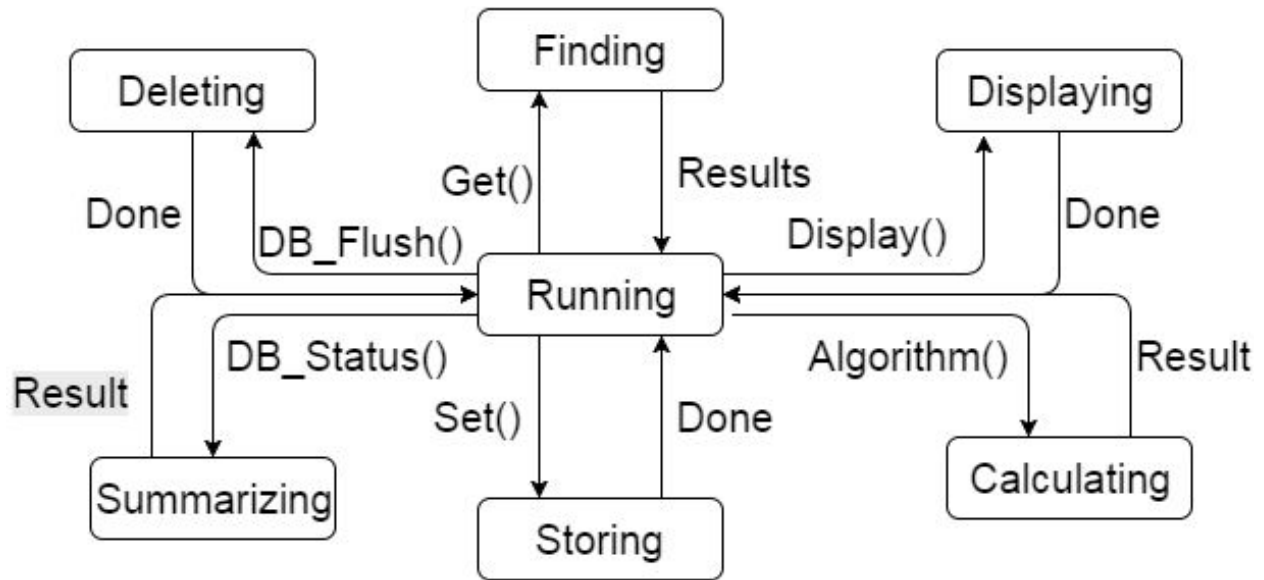 Finding
Deleting
Displaying
Get()
Results
Done
DB_Flush()
Display()
Done
Running
DB_Status()
Algorithm()
Result
Result
Set()
Done
Summarizing
Calculating
Storing